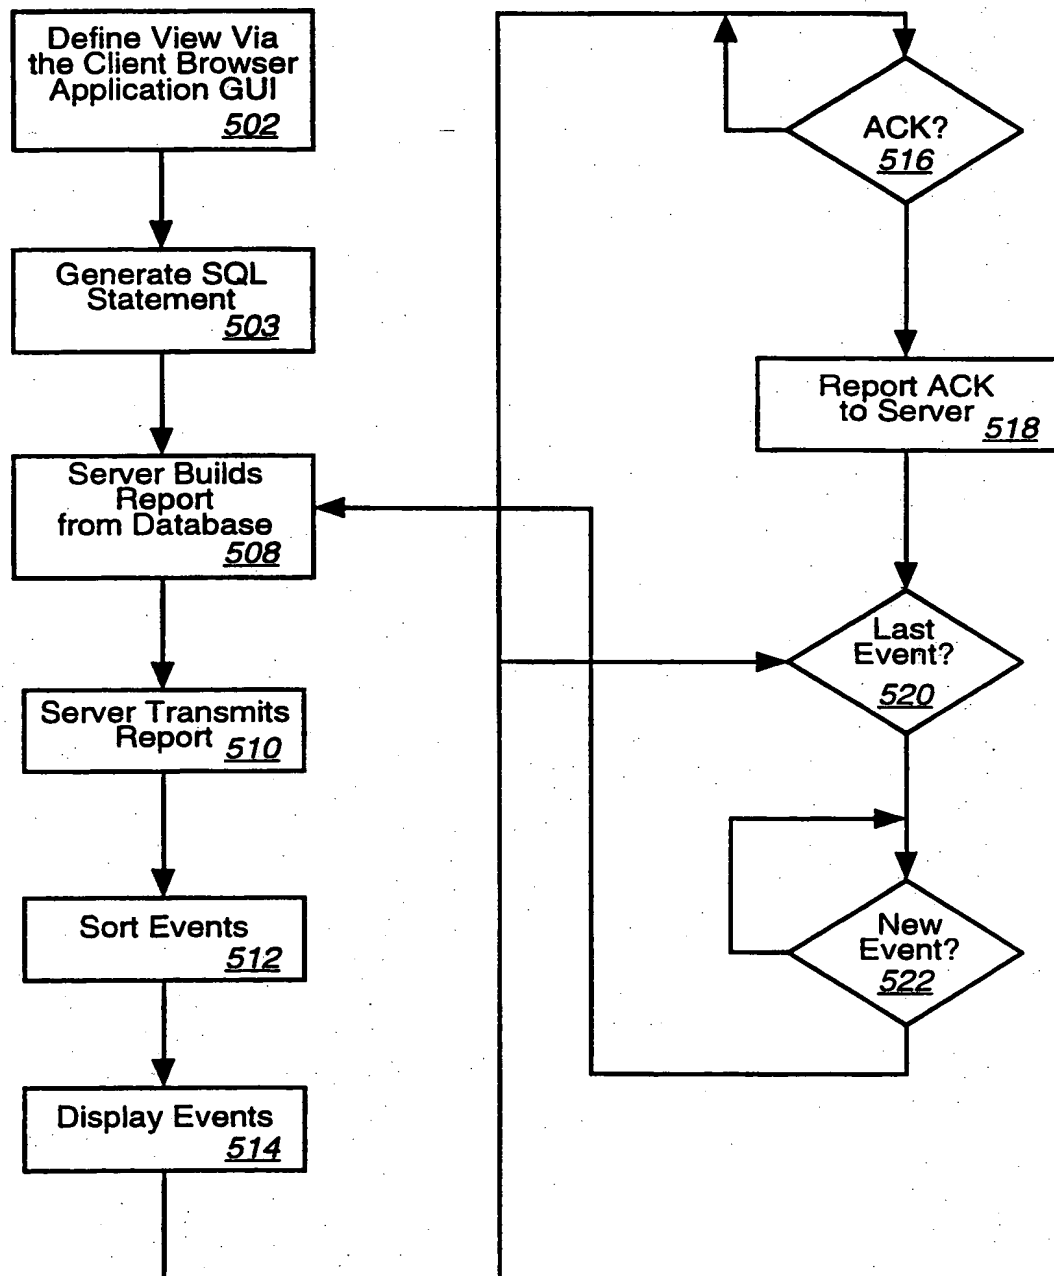 Define View Via
the Client Browser
Application GUI
502
Generate SQL
Statement
503
Server Builds
Report
from Database
508
Server Transmits
Report 510
Sort Events
512
Display Events
514
ACK?
516
Report ACK
to Server
518
Last
Event?
520
New
Event?
522